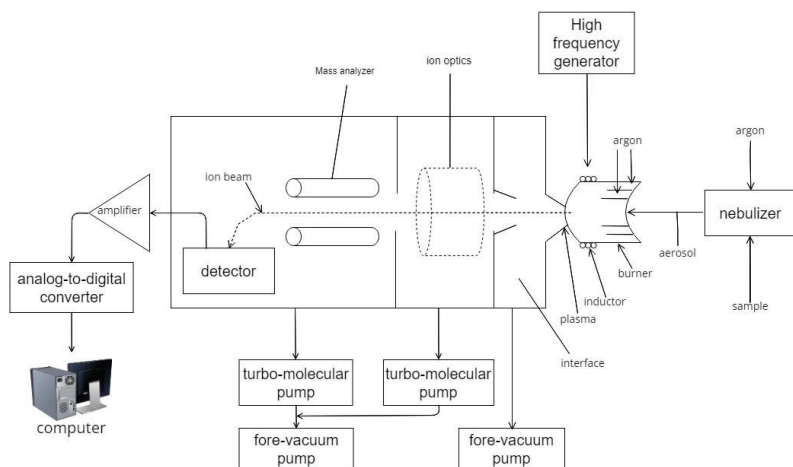 High
frequency
generator
ion optics
Mass analyzer
argon
argon
ion beam
amplifier
nebulizer
detector
aerosol
burner
analog-to-digital
converter
inductor
sample
plasma
interface
turbo-molecular
pump
turbo-molecular
pump
computer
fore-vacuum
pump
fore-vacuum
pump